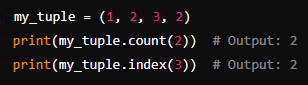 my_tuple = (1, 2, 3, 2)
print(my_tuple.count(2))  # Output: 2
print(my_tuple.index(3))  # Output: 2